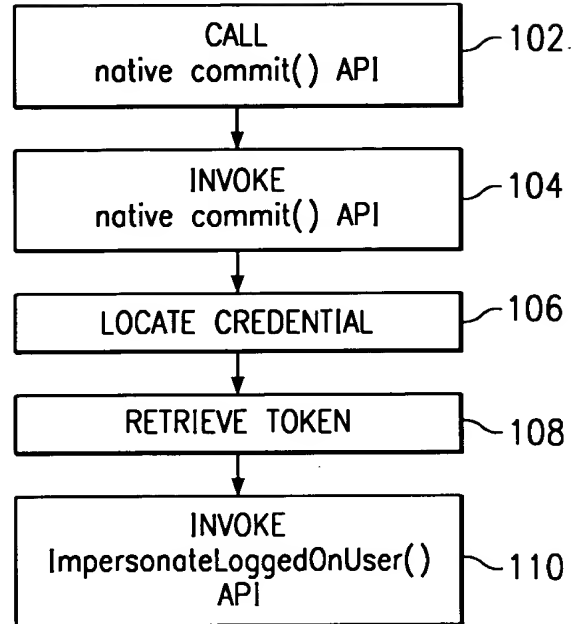 CALL
native commit() API
102
INVOKE
native commit() API
104
LOCATE CREDENTIAL
106
RETRIEVE TOKEN
108
INVOKE
ImpersonateLoggedOnUser()
API
110